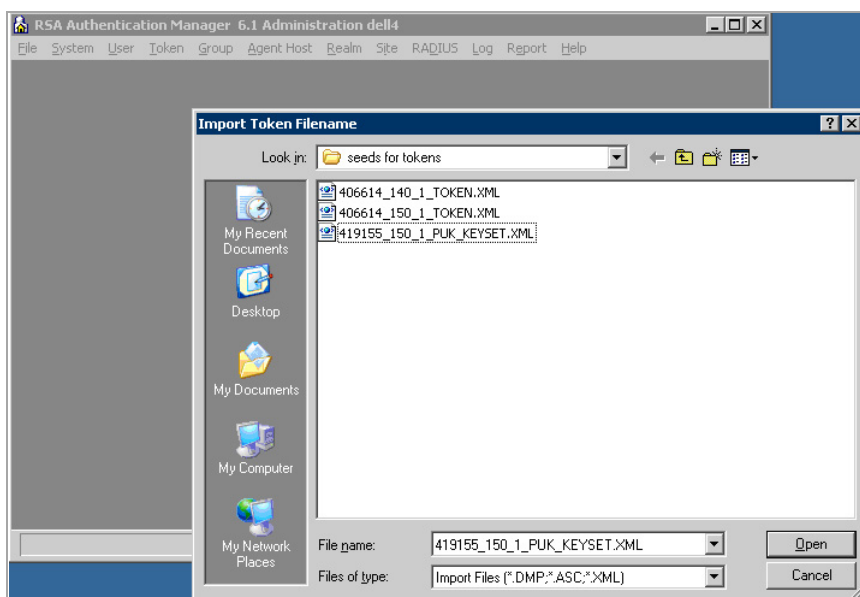 RSA Authentication Manager 6.1 Administration dell4
File System User Token Group Agent Host Realm Site RADIUS Log Report Help
Import Token Filename
Look in: seeds for tokens
406614_140_1_TOKEN.XML
406614_150_1_TOKEN.XML
419155_150_1_PUK_KEYSET.XML
My Recent
Documents
Desktop
My Documents
My Computer
My Network
Places
File name: 419155_150_1_PUK_KEYSET.XML Open
Files of type: Import Files (*.DMP;*.ASC;*.XML) Cancel